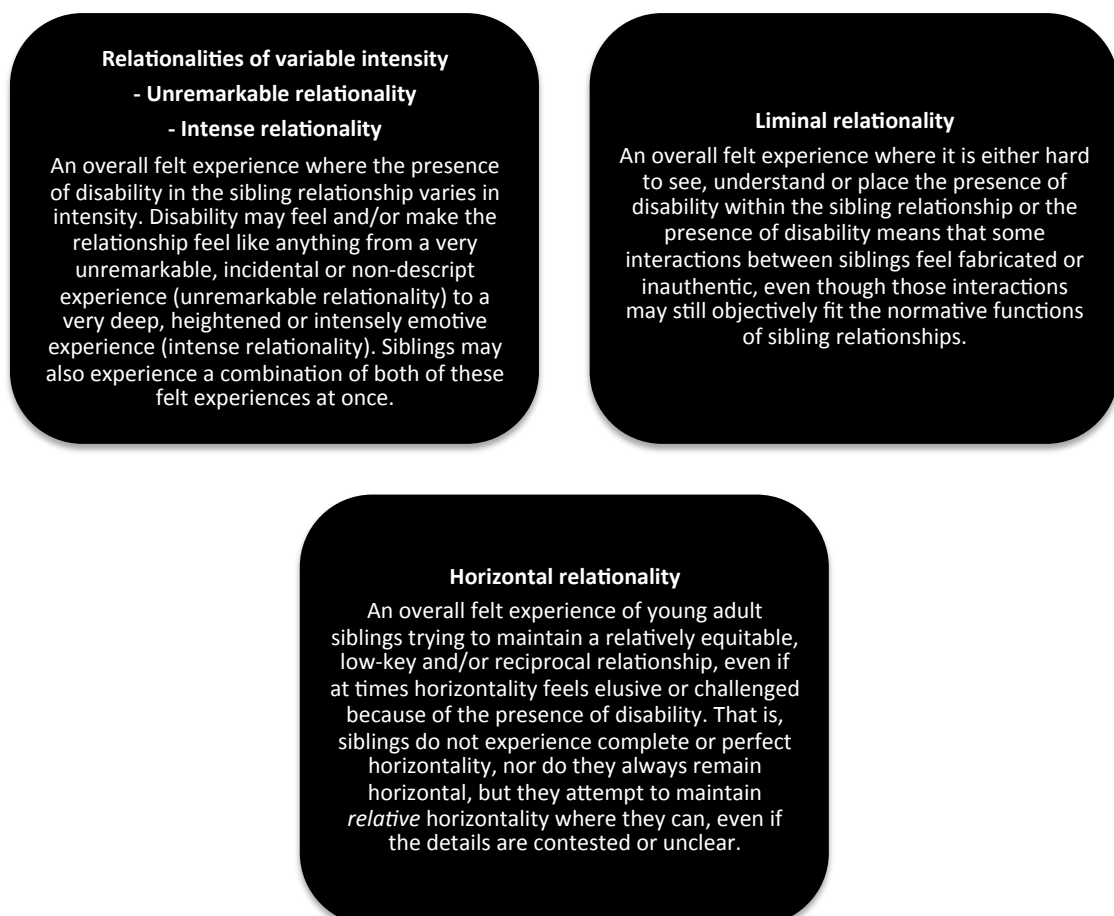 Relationalities of variable intensity
- Unremarkable relationality
- Intense relationality
An overall felt experience where the presence
of disability in the sibling relationship varies in
intensity. Disability may feel and/or make the
relationship feel like anything from a very
unremarkable, incidental or non-descript
experience (unremarkable relationality) to a
very deep, heightened or intensely emotive
experience (intense relationality). Siblings may
also experience a combination of both of these
felt experiences at once.
Liminal relationality
An overall felt experience where it is either hard
to see, understand or place the presence of
disability within the sibling relationship or the
presence of disability means that some
interactions between siblings feel fabricated or
inauthentic, even though those interactions
may still objectively fit the normative functions
of sibling relationships.
Horizontal relationality
An overall felt experience of young adult
siblings trying to maintain a relatively equitable,
low-key and/or reciprocal relationship, even if
at times horizontality feels elusive or challenged
because of the presence of disability. That is,
siblings do not experience complete or perfect
horizontality, nor do they always remain
horizontal, but they attempt to maintain
relative horizontality where they can, even if
the details are contested or unclear.